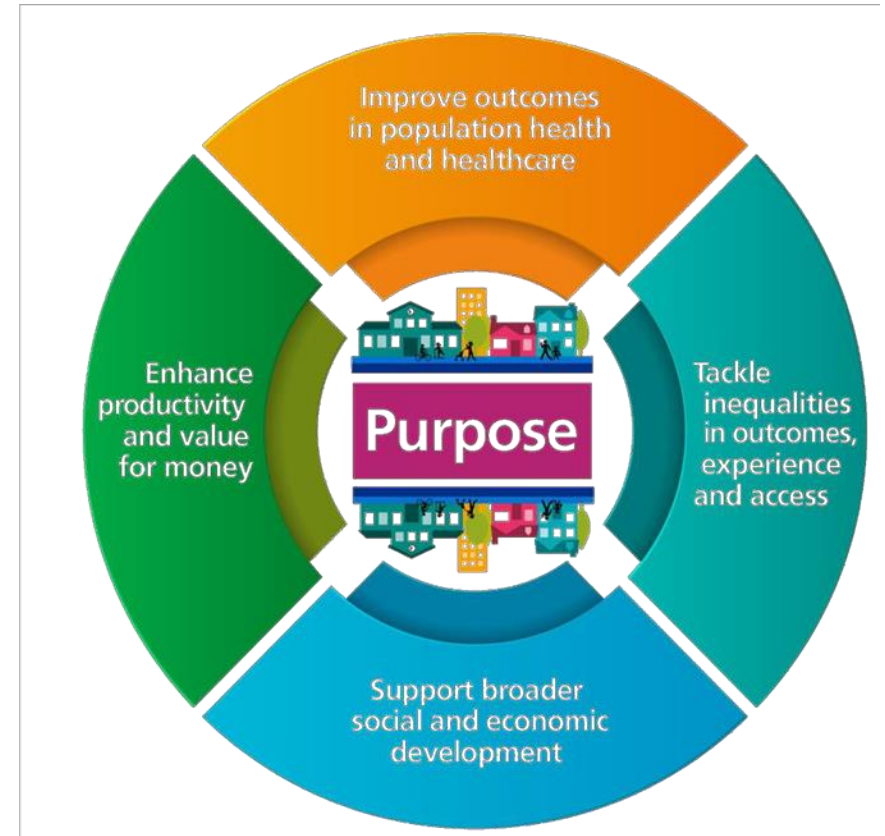 Improve outcomes
in population health
and healthcare
Tackle
inequalities
in outcomes,
experience
and access
Support broader
social and economic
development
Enhance
productivity
and value
for money
Purpose